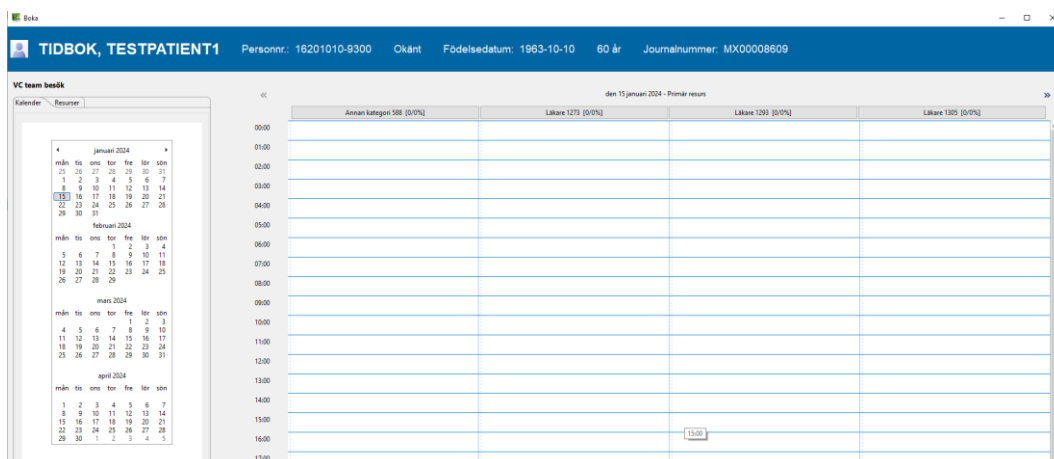 Boka
TIDBOK, TESTPATIENT1 Personnr.: 16201010-9300 Okänt Födelsedatum: 1963-10-10 60 år Journalnummer: MX00008609
VC team besök
Kalender Resurser
« den 15 januari 2024 - Primär resurs »
Annan kategori 588 [0/0%] Läkare 1273 [0/0%] Läkare 1293 [0/0%] Läkare 1305 [0/0%]
januari 2024
mån tis ons tor fre lör sön
25 26 27 28 29 30 31
1 2 3 4 5 6 7
8 9 10 11 12 13 14
15 16 17 18 19 20 21
22 23 24 25 26 27 28
29 30 31
februari 2024
mån tis ons tor fre lör sön
1 2 3 4
5 6 7 8 9 10 11
12 13 14 15 16 17 18
19 20 21 22 23 24 25
26 27 28 29
mars 2024
mån tis ons tor fre lör sön
1 2 3
4 5 6 7 8 9 10
11 12 13 14 15 16 17
18 19 20 21 22 23 24
25 26 27 28 29 30 31
april 2024
mån tis ons tor fre lör sön
1 2 3 4 5 6 7
8 9 10 11 12 13 14
15 16 17 18 19 20 21
22 23 24 25 26 27 28
29 30 1 2 3 4 5
00:00
01:00
02:00
03:00
04:00
05:00
06:00
07:00
08:00
09:00
10:00
11:00
12:00
13:00
14:00
15:00
15:00
16:00
17:00